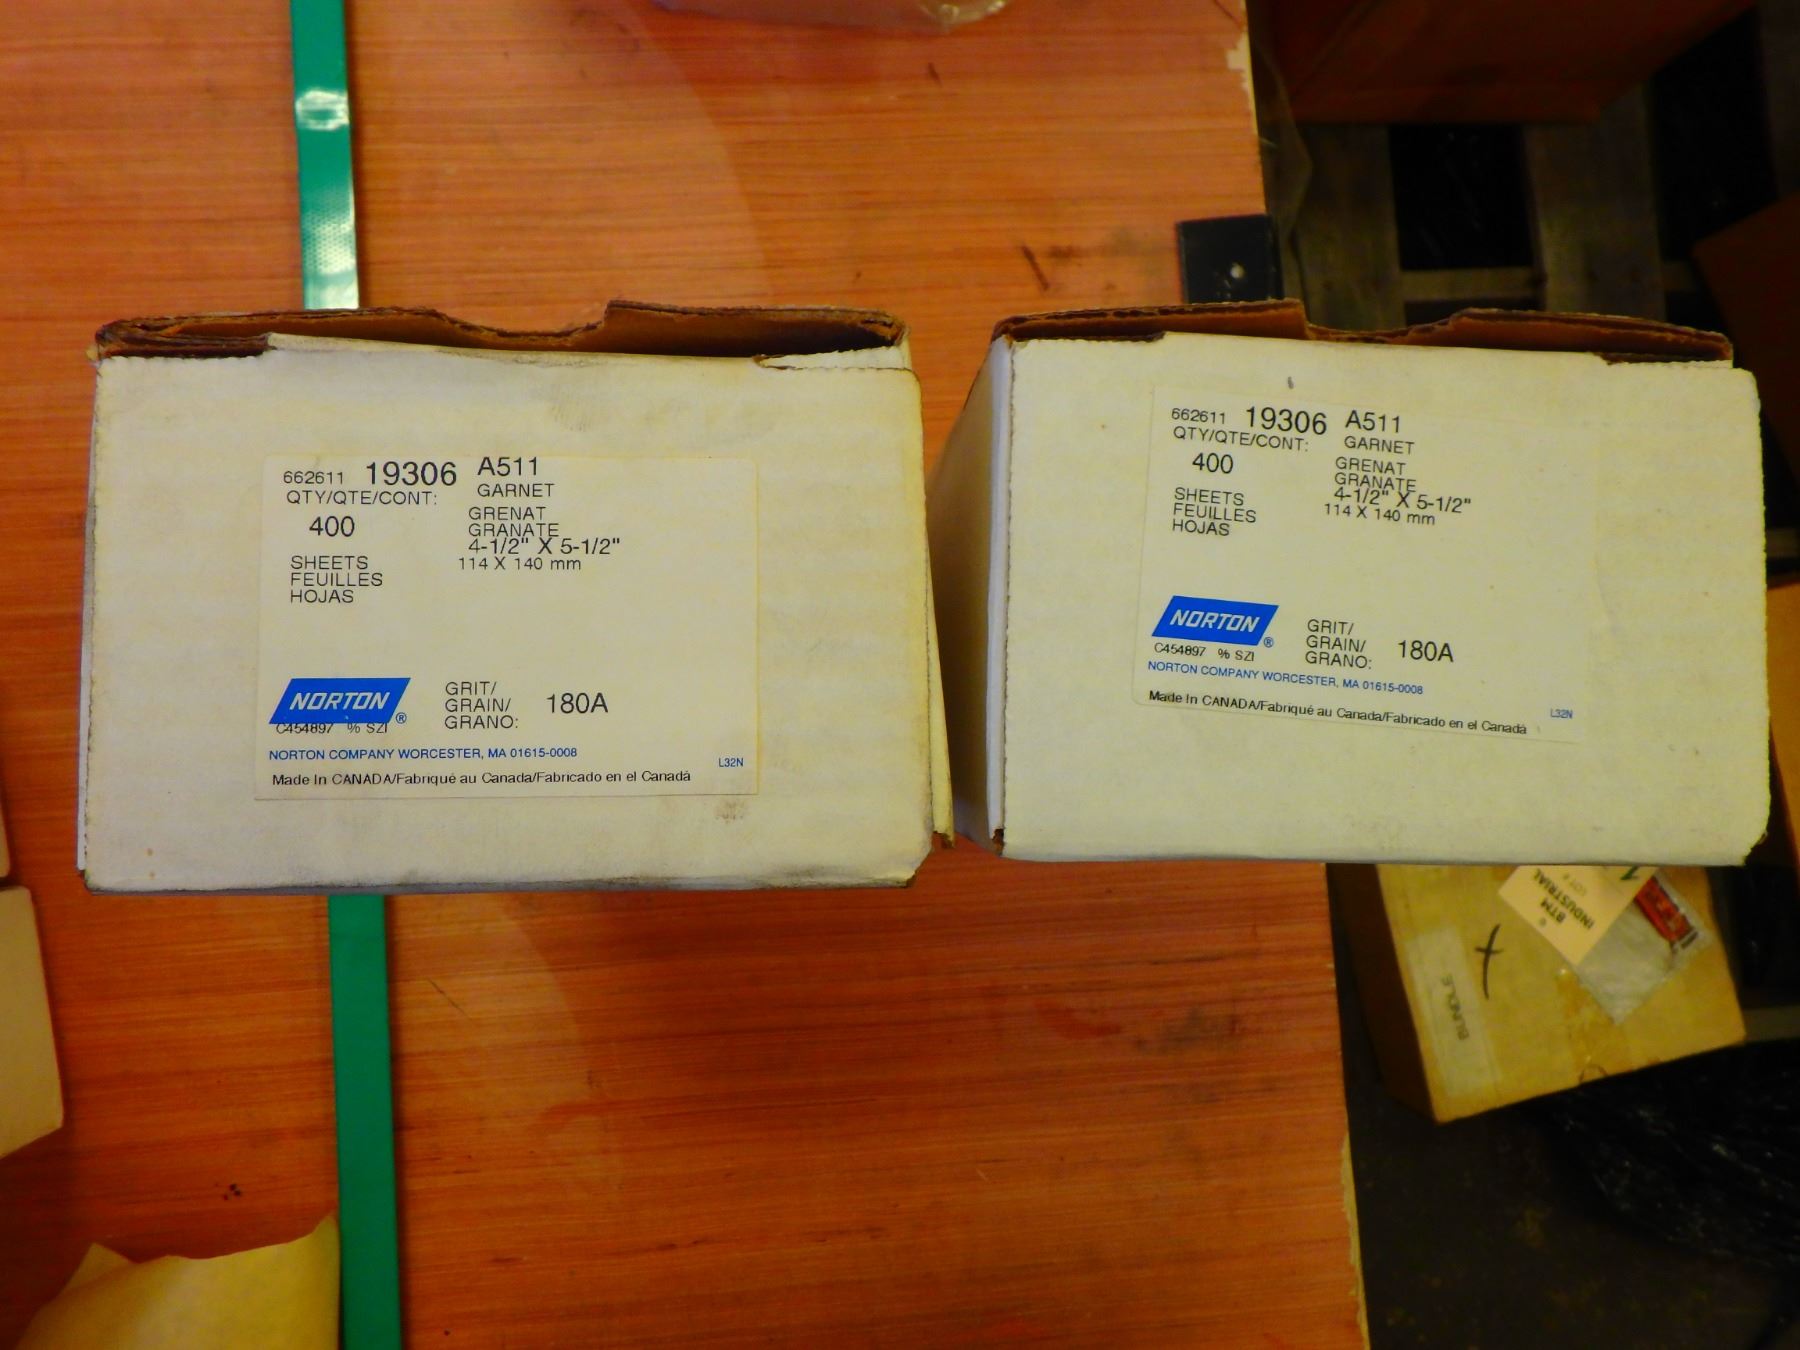 662611 19306 A511
QTY/QTE/CONT: GARNET
400 GRENAT
GRANATE
4-1/2" X 5-1/2"
SHEETS 114 X 140 mm
FEUILLES
HOJAS
NORTON ®
GRIT/
GRAIN/ 180A
GRANO:
C454897 % SZI
NORTON COMPANY WORCESTER, MA 01615-0008
L32N
Made In CANADA/Fabriqué au Canada/Fabricado en el Canadá
662611 19306 A511
QTY/QTE/CONT: GARNET
400 GRENAT
GRANATE
4-1/2" X 5-1/2"
SHEETS 114 X 140 mm
FEUILLES
HOJAS
NORTON ®
GRIT/
GRAIN/ 180A
GRANO:
C454897 % SZI
NORTON COMPANY WORCESTER, MA 01615-0008
L32N
Made In CANADA/Fabriqué au Canada/Fabricado en el Canadá
BTM
INDUSTRIAL
LOT #
BUNDLE